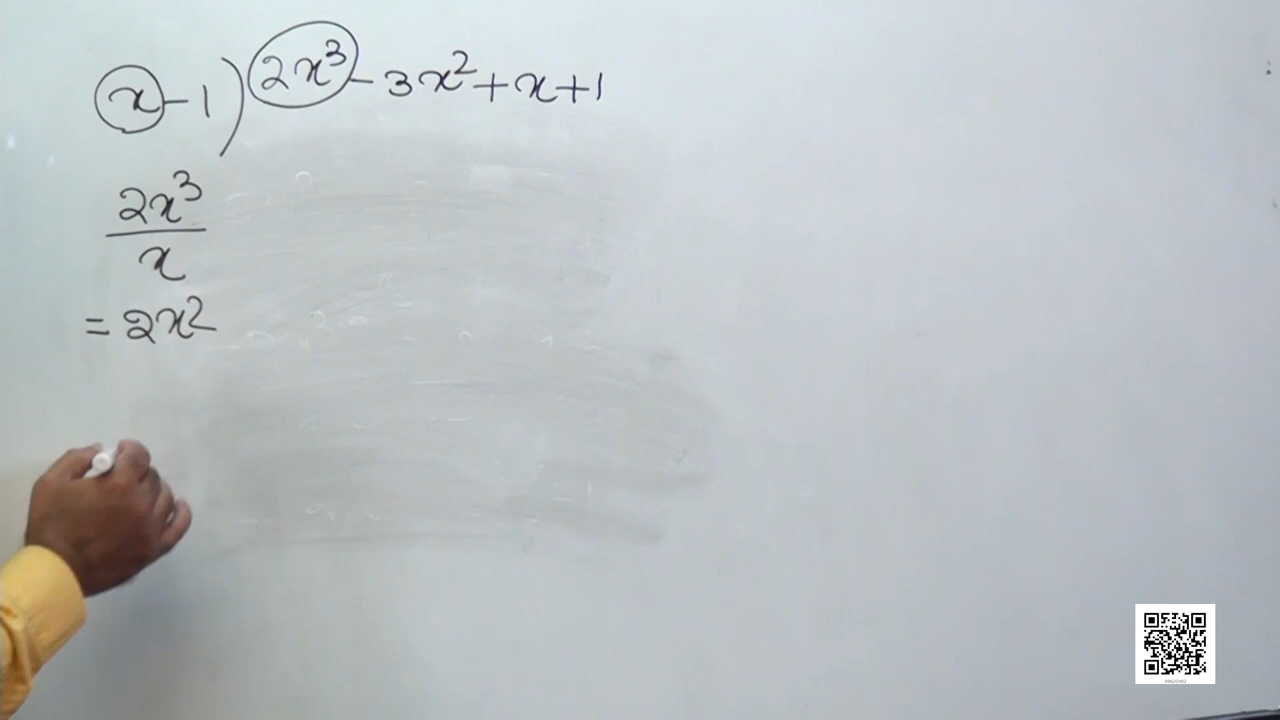 x-1) 2x³-3x²+x+1
2x³
x
= 2x²